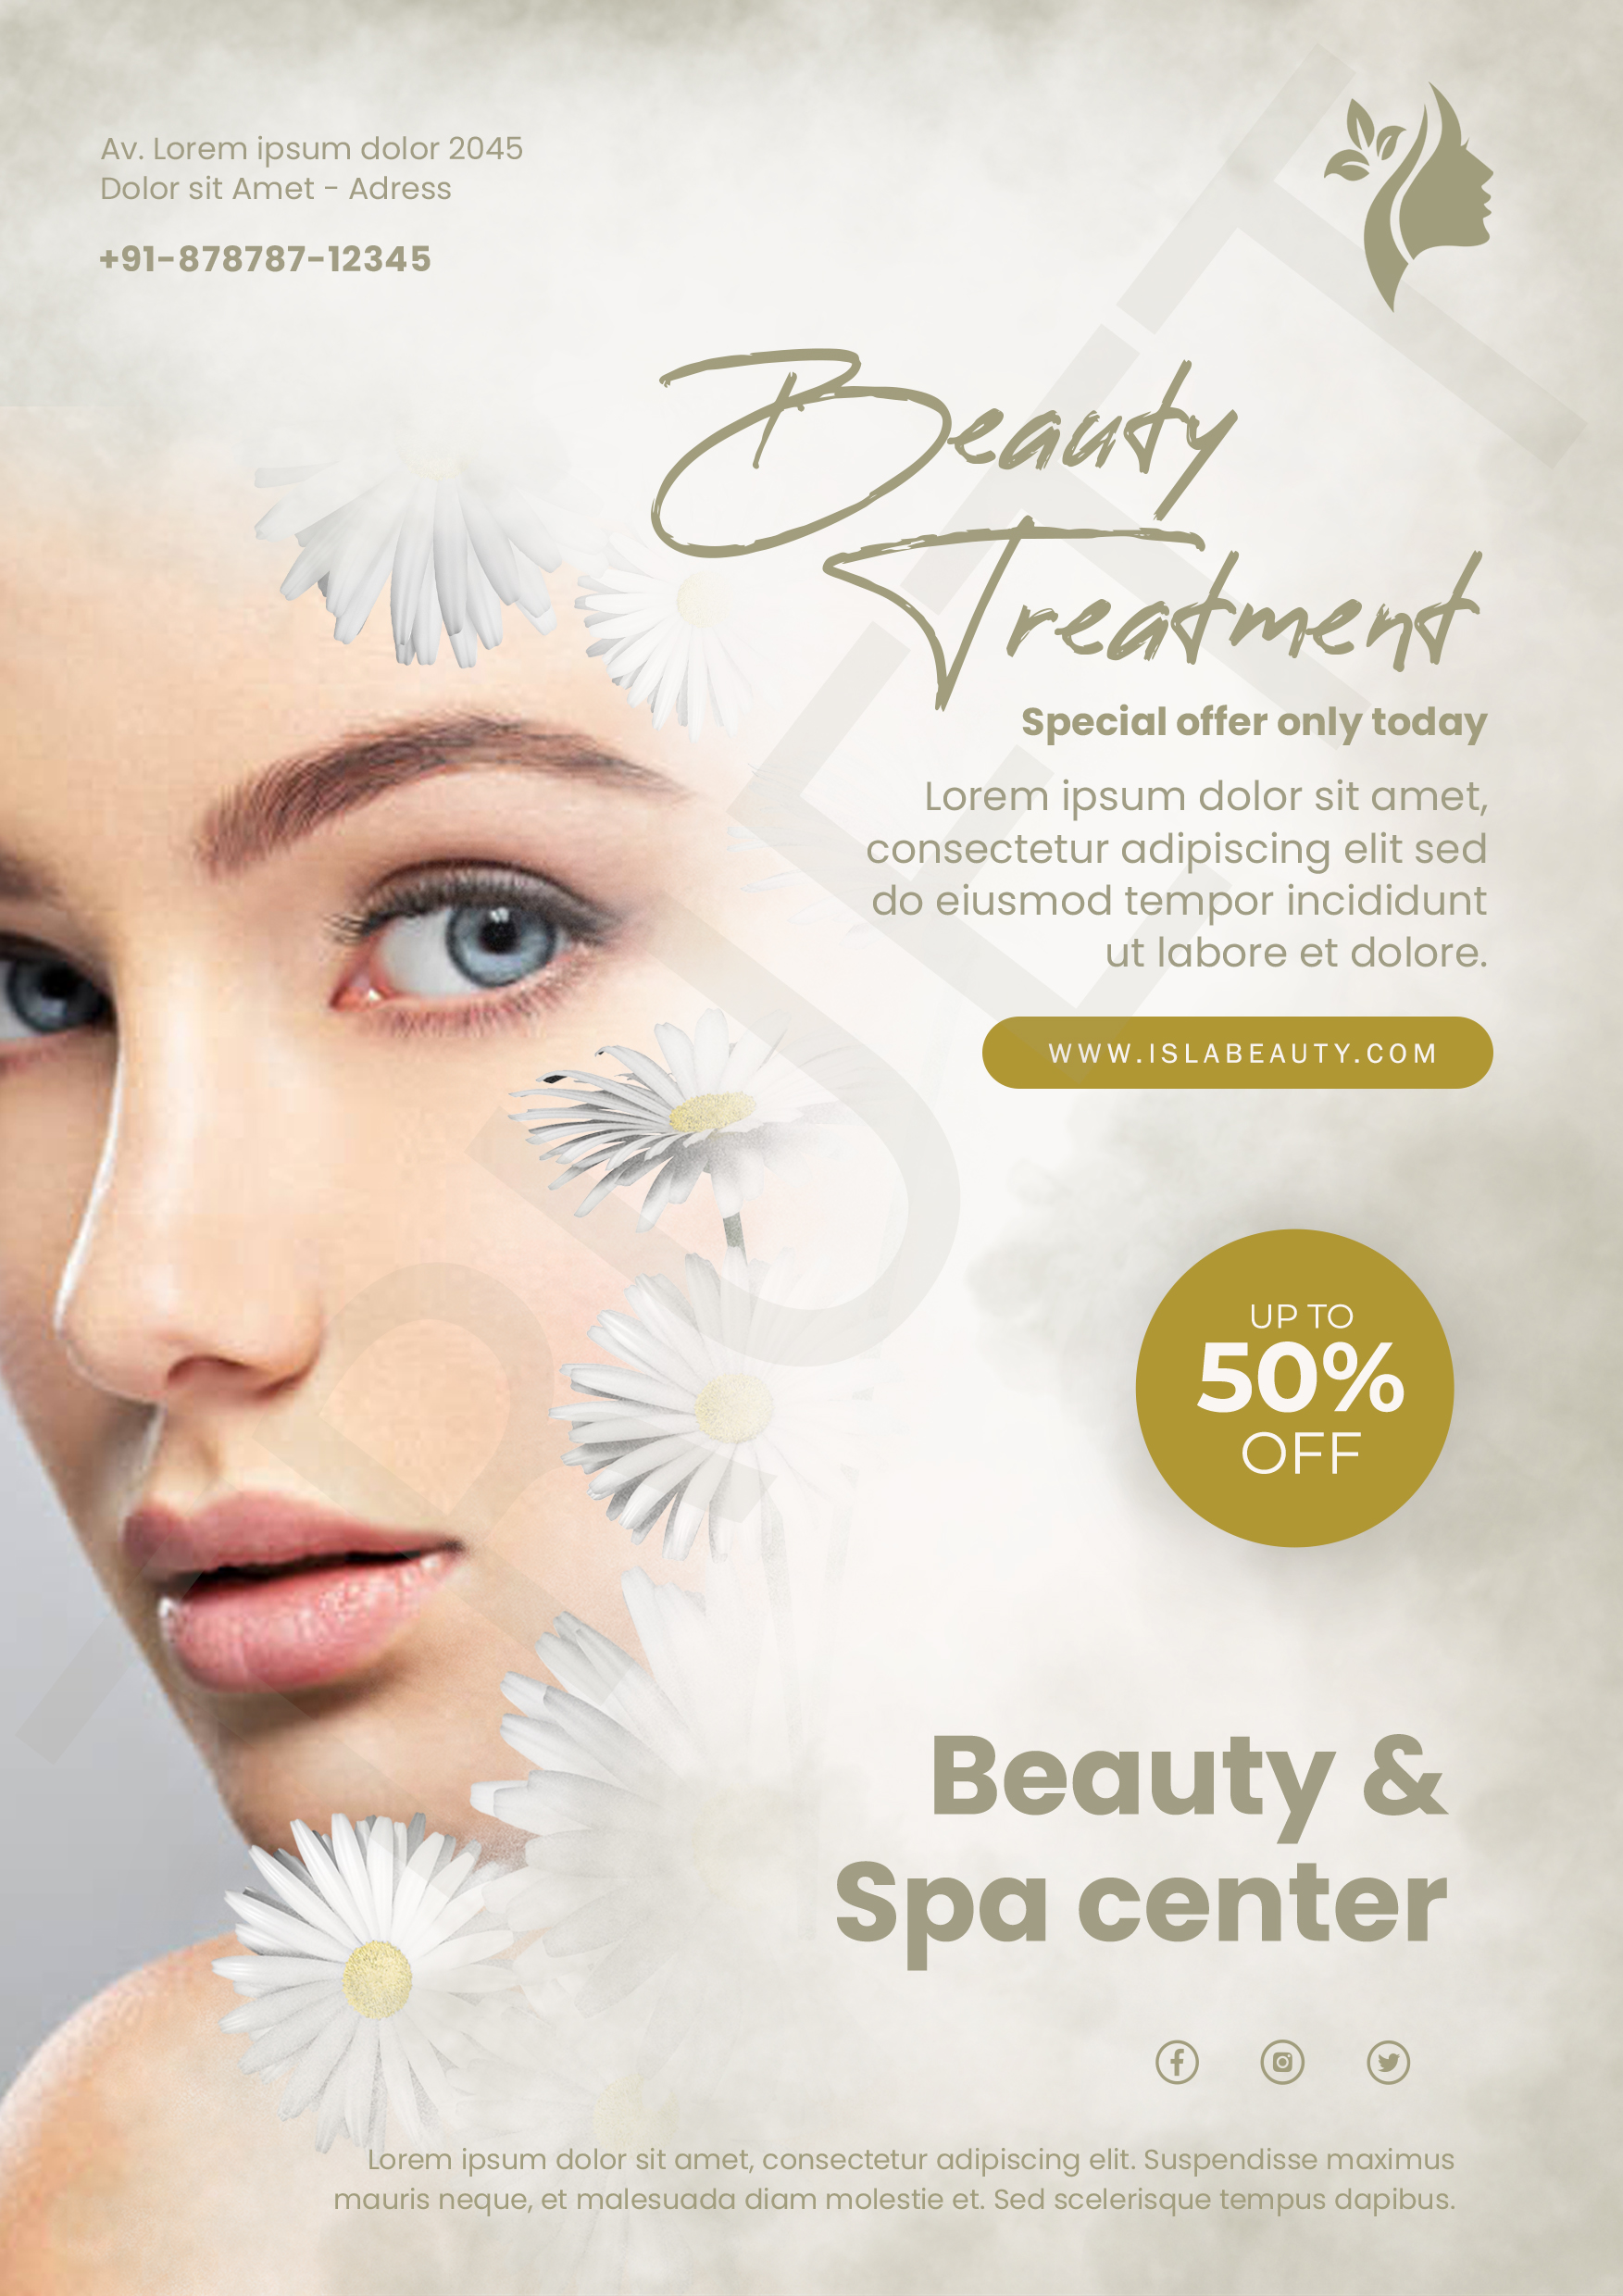 Av. Lorem ipsum dolor 2045
Dolor sit Amet - Adress
+91-878787-12345
Beauty
Treatment
Special offer only today
Lorem ipsum dolor sit amet,
consectetur adipiscing elit sed
do eiusmod tempor incididunt
ut labore et dolore.
WWW.ISLABEAUTY.COM
UP TO
50%
OFF
Beauty &
Spa center
Lorem ipsum dolor sit amet, consectetur adipiscing elit. Suspendisse maximus
mauris neque, et malesuada diam molestie et. Sed scelerisque tempus dapibus.